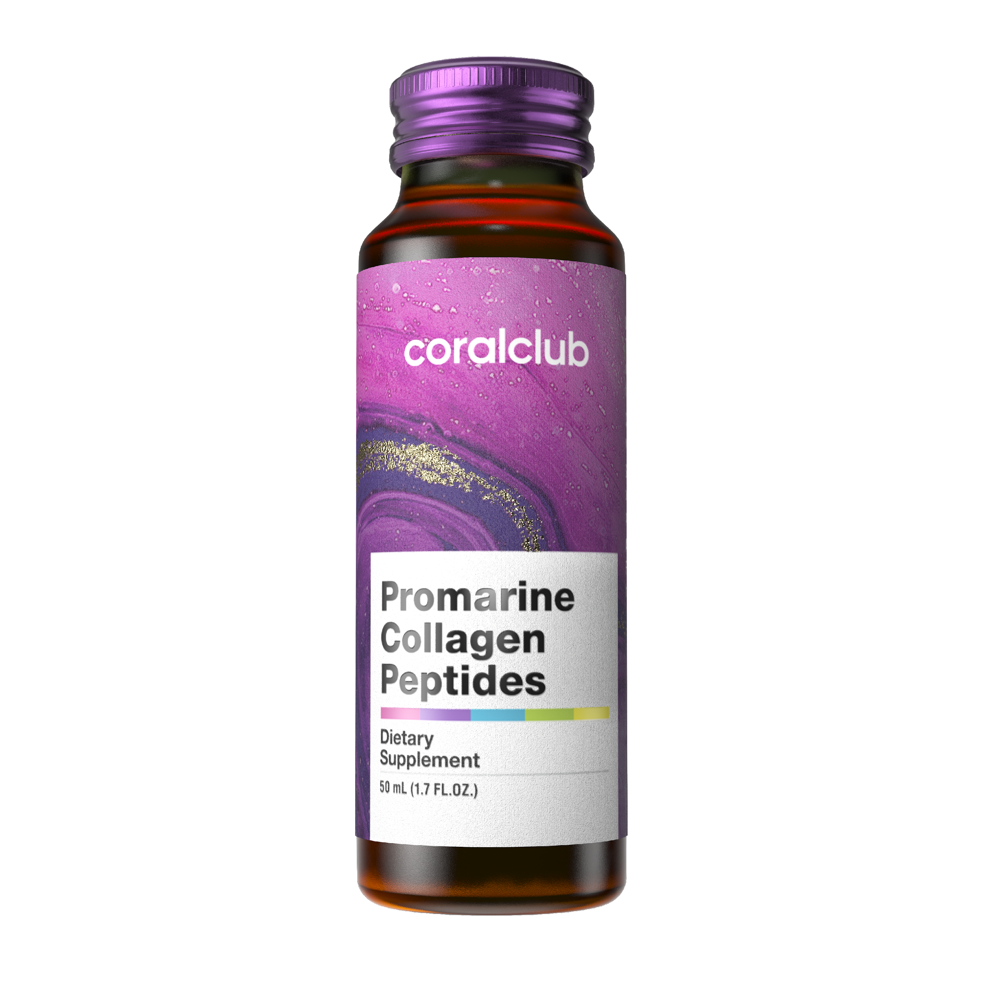 coralclub
Promarine
Collagen
Peptides
Dietary
Supplement
50 mL (1.7 FL.OZ.)